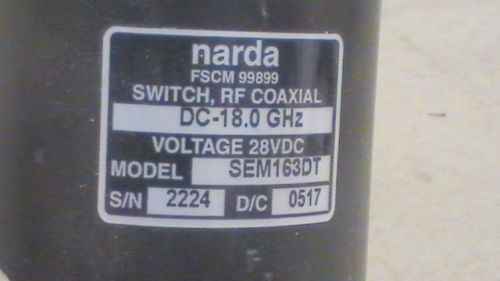 narda
FSCM 99899
SWITCH, RF COAXIAL
DC-18.0 GHz
VOLTAGE 28VDC
MODEL SEM163DT
S/N 2224 D/C 0517